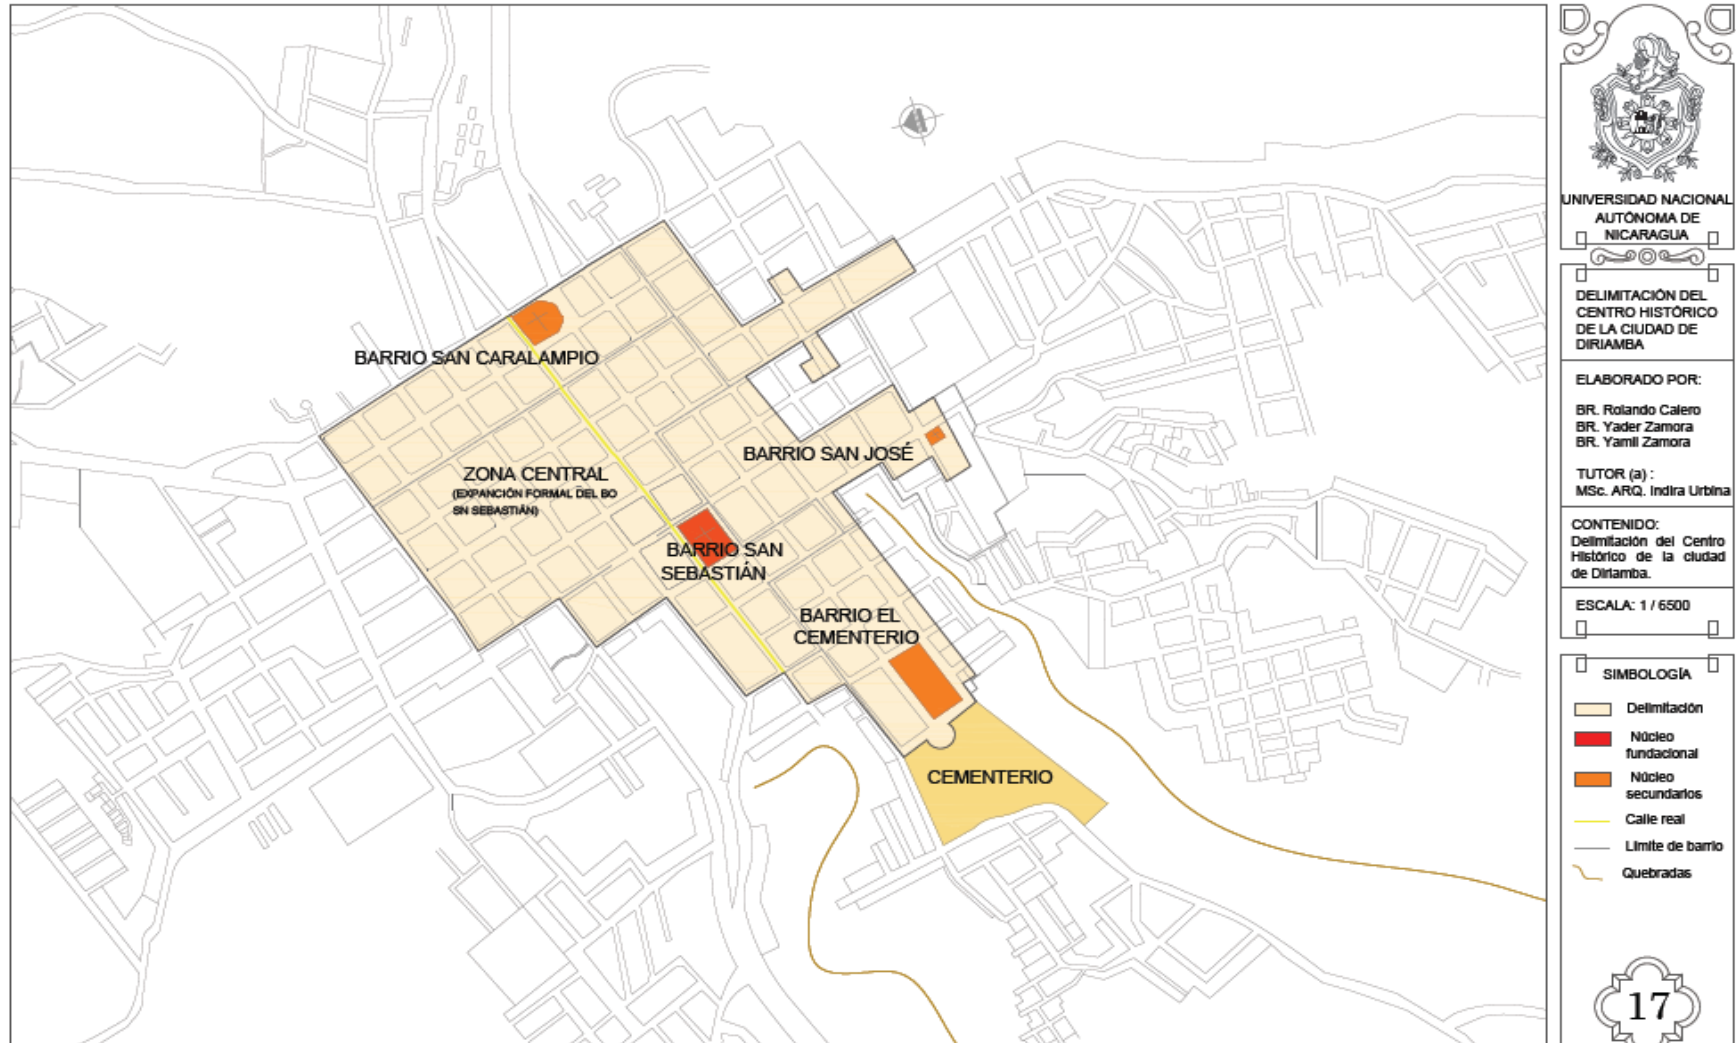 BARRIO SAN CARALAMPIO
ZONA CENTRAL
(EXPANCIÓN FORMAL DEL BO
SN SEBASTIÁN)
BARRIO SAN JOSÉ
BARRIO SAN
SEBASTIÁN
BARRIO EL
CEMENTERIO
CEMENTERIO
UNIVERSIDAD NACIONAL
AUTÓNOMA DE
NICARAGUA
DELIMITACIÓN DEL
CENTRO HISTÓRICO
DE LA CIUDAD DE
DIRIAMBA
ELABORADO POR:
BR. Rolando Calero
BR. Yader Zamora
BR. Yamil Zamora
TUTOR (a) :
MSc. ARQ. Indira Urbina
CONTENIDO:
Delimitación del Centro
Histórico de la ciudad
de Diriamba.
ESCALA: 1 / 6500
SIMBOLOGÍA
Delimitación
Núcleo
fundacional
Núcleo
secundarios
Calle real
Limite de barrio
Quebradas
17